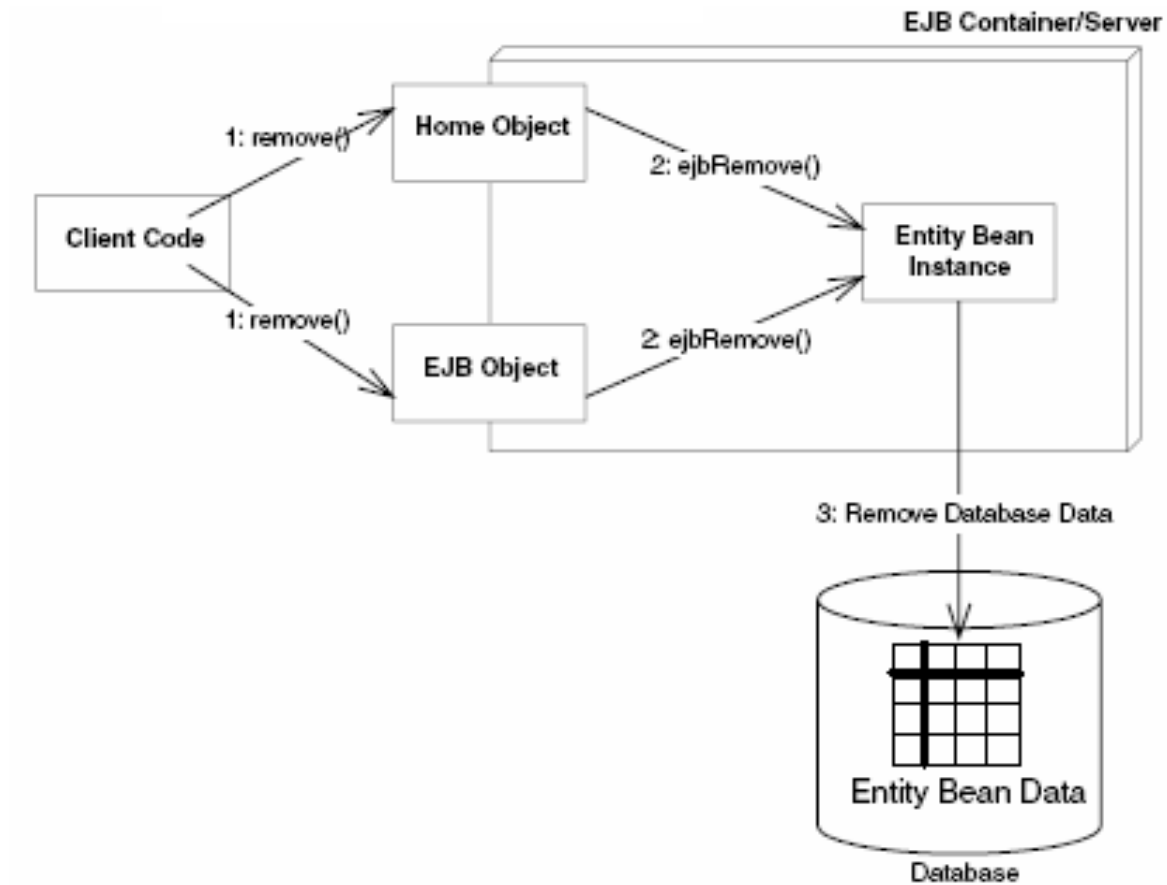 EJB Container/Server
Home Object
1: remove()
2: ejbRemove()
Client Code
Entity Bean
Instance
1: remove()
2: ejbRemove()
EJB Object
3: Remove Database Data
Entity Bean Data
Database